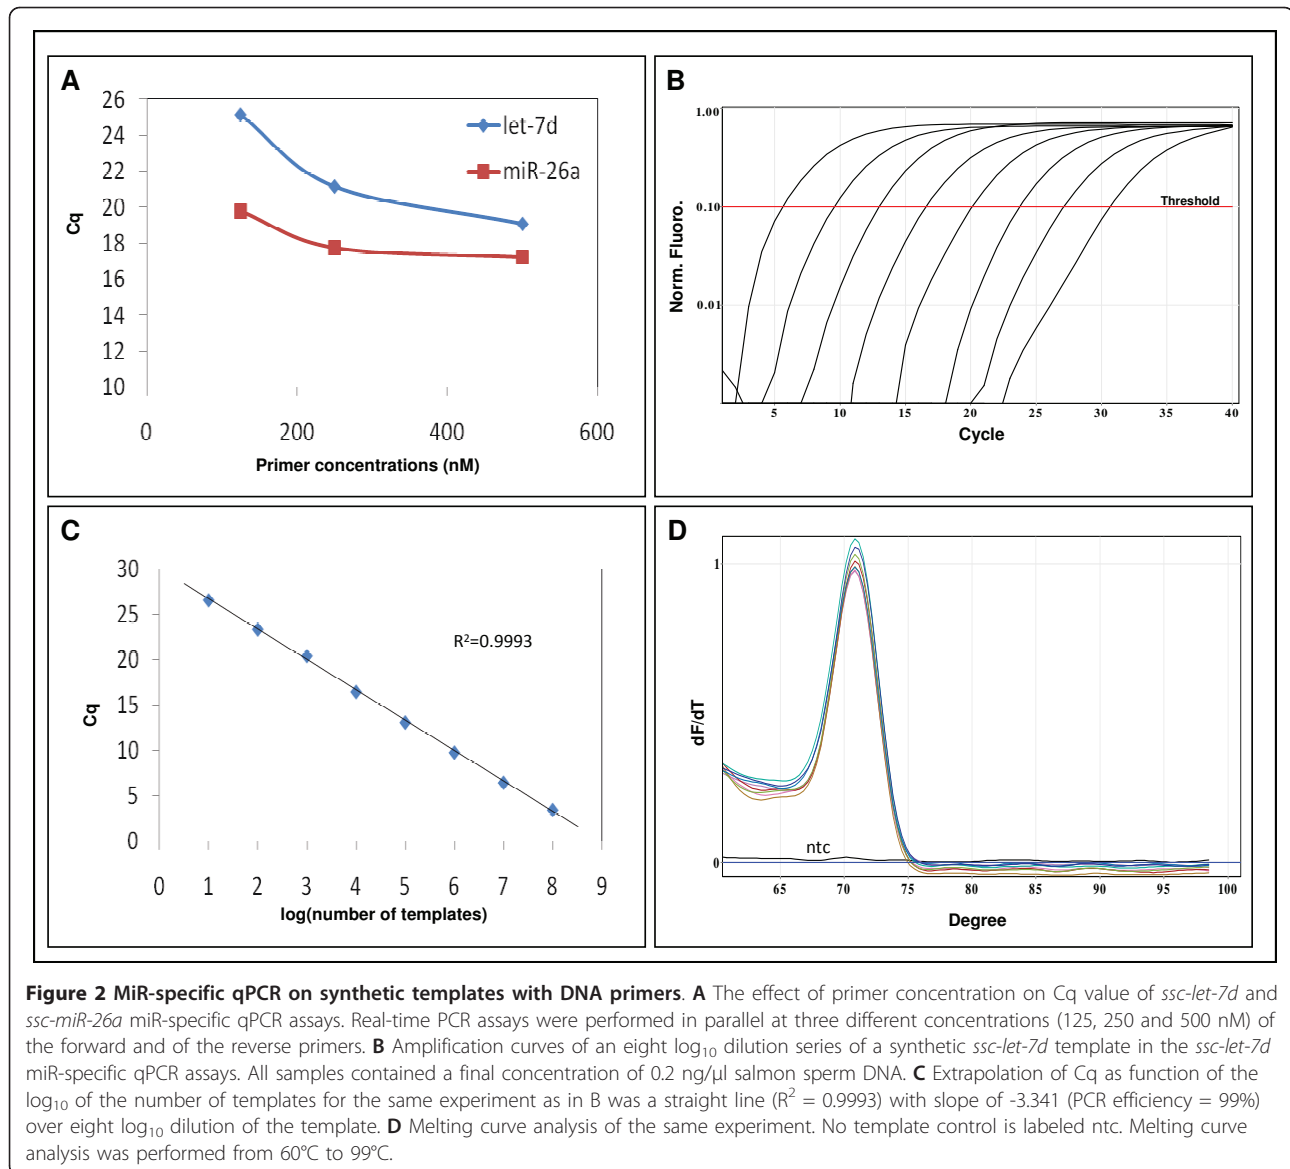 A
Cq
26
24
22
20
18
16
14
12
10
let-7d
miR-26a
0
200
400
600
Primer concentrations (nM)
B
Norm. Fluoro.
1.00
0.10
0.01
Threshold
5
10
15
20
25
30
35
40
Cycle
C
Cq
30
25
20
15
10
5
0
R²=0.9993
0
1
2
3
4
5
6
7
8
9
log(number of templates)
D
dF/dT
1
0
ntc
65
70
75
80
85
90
95
100
Degree
Figure 2 MiR-specific qPCR on synthetic templates with DNA primers. A The effect of primer concentration on Cq value of ssc-let-7d and
ssc-miR-26a miR-specific qPCR assays. Real-time PCR assays were performed in parallel at three different concentrations (125, 250 and 500 nM) of
the forward and of the reverse primers. B Amplification curves of an eight log₁₀ dilution series of a synthetic ssc-let-7d template in the ssc-let-7d
miR-specific qPCR assays. All samples contained a final concentration of 0.2 ng/μl salmon sperm DNA. C Extrapolation of Cq as function of the
log₁₀ of the number of templates for the same experiment as in B was a straight line (R² = 0.9993) with slope of -3.341 (PCR efficiency = 99%)
over eight log₁₀ dilution of the template. D Melting curve analysis of the same experiment. No template control is labeled ntc. Melting curve
analysis was performed from 60°C to 99°C.